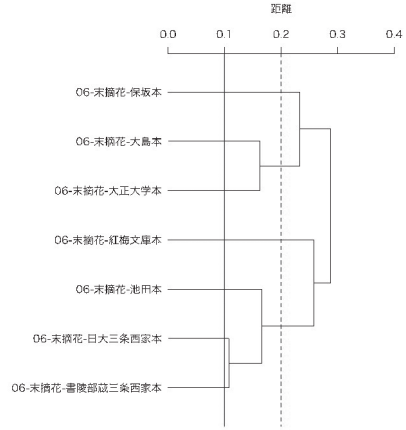 距離
0.0 0.1 0.2 0.3 0.4
06-末摘花-保坂本
06-末摘花-大島本
06-末摘花-大正大学本
06-末摘花-紅梅文庫本
06-末摘花-池田本
06-末摘花-日大三条西家本
06-末摘花-書陵部蔵三条西家本